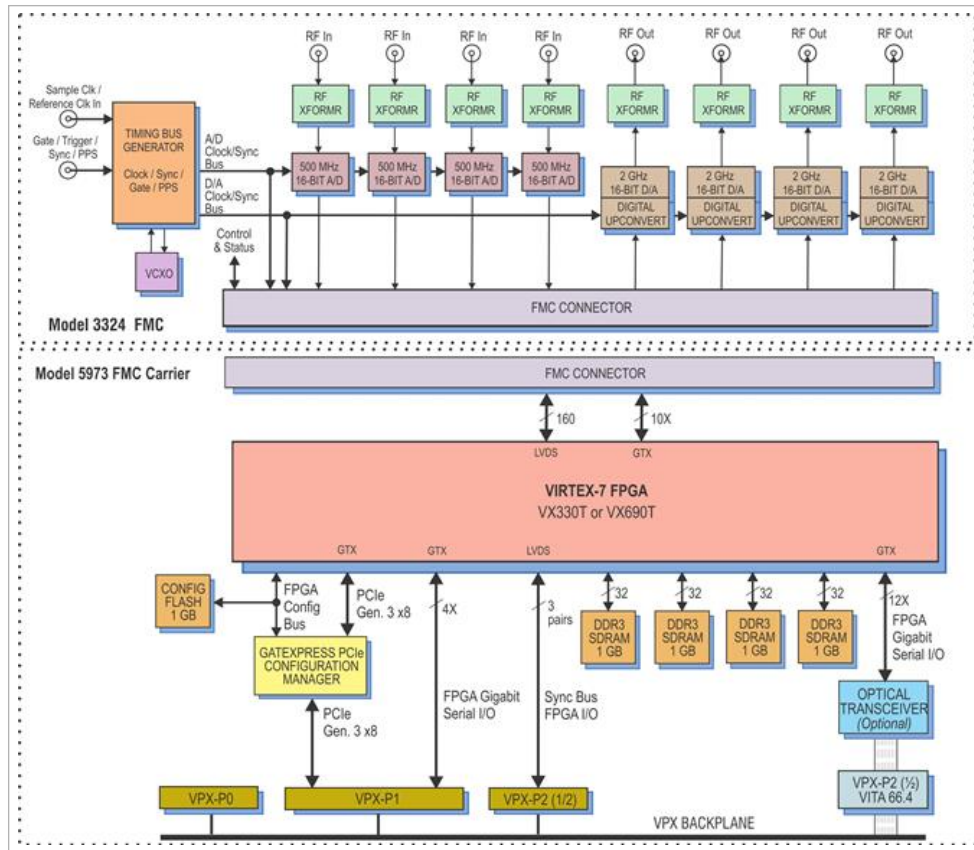 RF In
RF In
RF In
RF In
RF Out
RF Out
RF Out
RF Out
Sample Clk /
Reference Clk In
Gate / Trigger /
Sync / PPS
TIMING BUS
GENERATOR
Clock / Sync /
Gate / PPS
A/D
Clock/Sync
Bus
D/A
Clock/Sync
Bus
VCXO
Control
& Status
RF
XFORMR
RF
XFORMR
RF
XFORMR
RF
XFORMR
RF
XFORMR
RF
XFORMR
RF
XFORMR
RF
XFORMR
500 MHz
16-BIT A/D
500 MHz
16-BIT A/D
500 MHz
16-BIT A/D
500 MHz
16-BIT A/D
2 GHz
16-BIT D/A
DIGITAL
UPCONVERT
2 GHz
16-BIT D/A
DIGITAL
UPCONVERT
2 GHz
16-BIT D/A
DIGITAL
UPCONVERT
2 GHz
16-BIT D/A
DIGITAL
UPCONVERT
FMC CONNECTOR
Model 3324 FMC
Model 5973 FMC Carrier
FMC CONNECTOR
160
10X
LVDS
GTX
VIRTEX-7 FPGA
VX330T or VX690T
GTX
GTX
LVDS
GTX
CONFIG
FLASH
1 GB
FPGA
Config
Bus
PCIe
Gen. 3 x8
4X
3
pairs
32
32
32
32
12X
DDR3
SDRAM
1 GB
DDR3
SDRAM
1 GB
DDR3
SDRAM
1 GB
DDR3
SDRAM
1 GB
FPGA
Gigabit
Serial I/O
GATEXPRESS PCIe
CONFIGURATION
MANAGER
PCIe
Gen. 3 x8
FPGA Gigabit
Serial I/O
Sync Bus
FPGA I/O
OPTICAL
TRANSCEIVER
(Optional)
VPX-P0
VPX-P1
VPX-P2 (1/2)
VPX-P2 (½)
VITA 66.4
VPX BACKPLANE